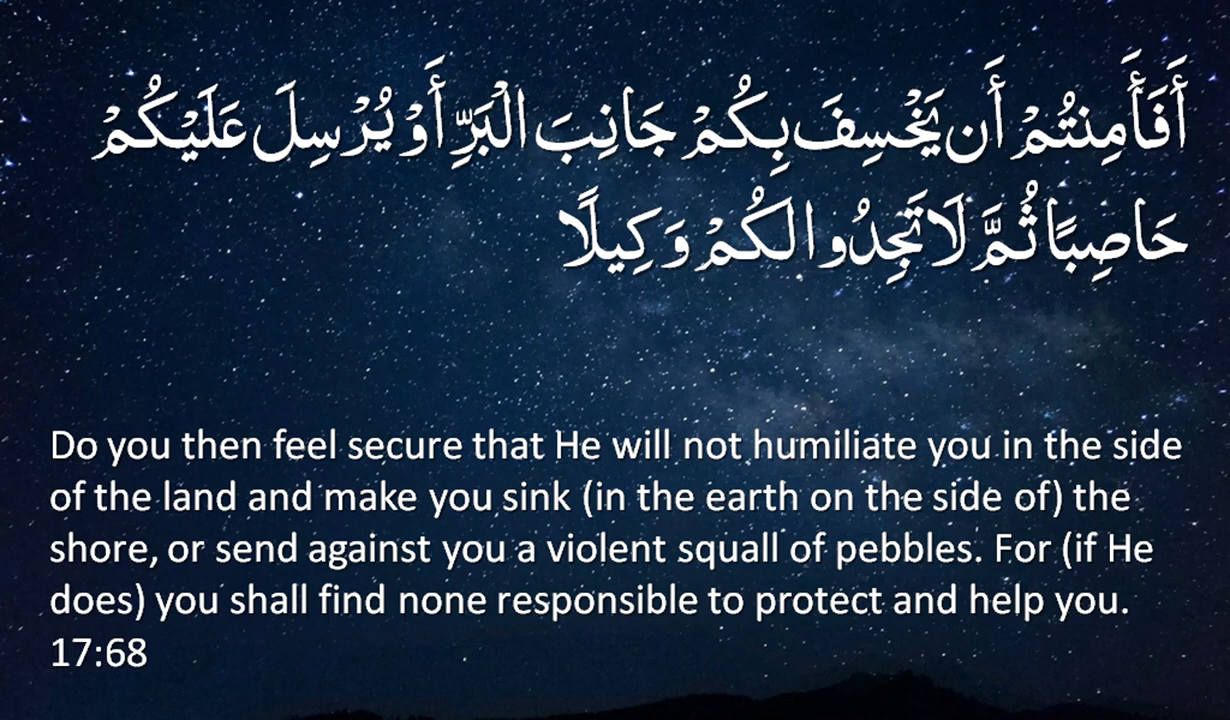 أَفَأَمِنتُمْ أَن يَخْسِفَ بِكُمْ جَانِبَ الْبَرِّ أَوْ يُرْسِلَ عَلَيْكُمْ
حَاصِبًا ثُمَّ لَا تَجِدُوا لَكُمْ وَكِيلًا
Do you then feel secure that He will not humiliate you in the side
of the land and make you sink (in the earth on the side of) the
shore, or send against you a violent squall of pebbles. For (if He
does) you shall find none responsible to protect and help you.
17:68